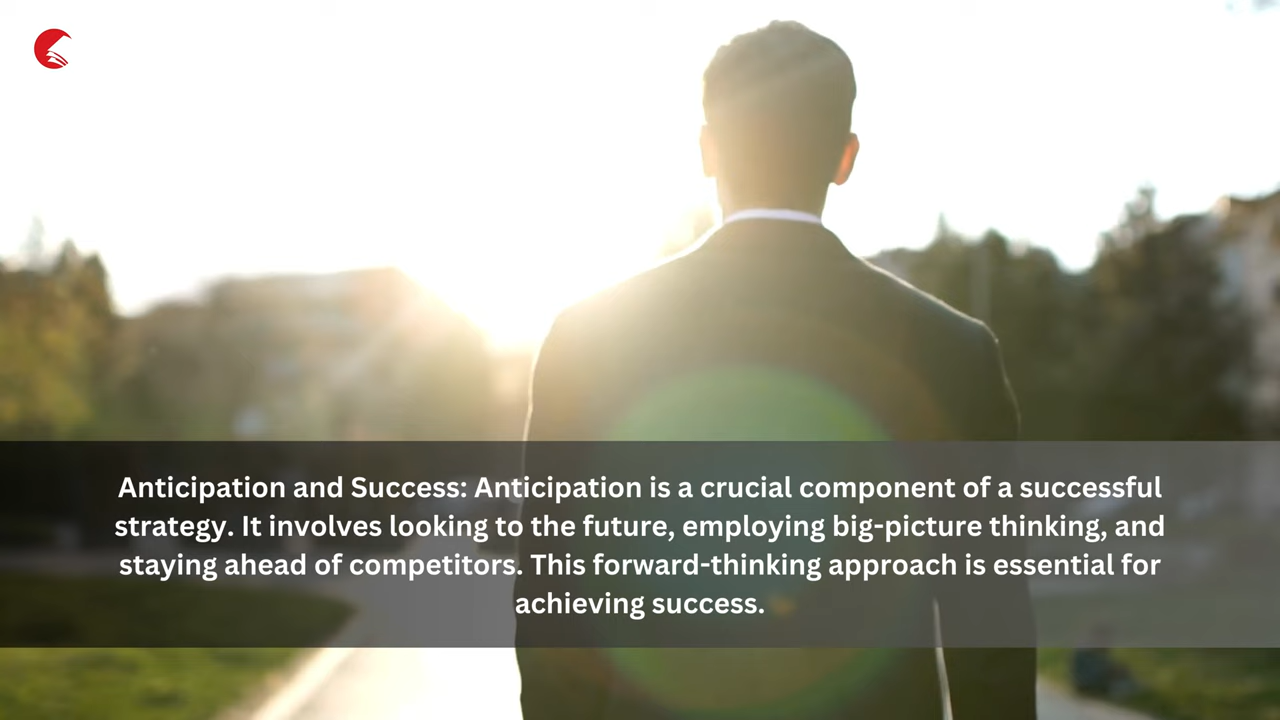 Anticipation and Success: Anticipation is a crucial component of a successful
strategy. It involves looking to the future, employing big-picture thinking, and
staying ahead of competitors. This forward-thinking approach is essential for
achieving success.